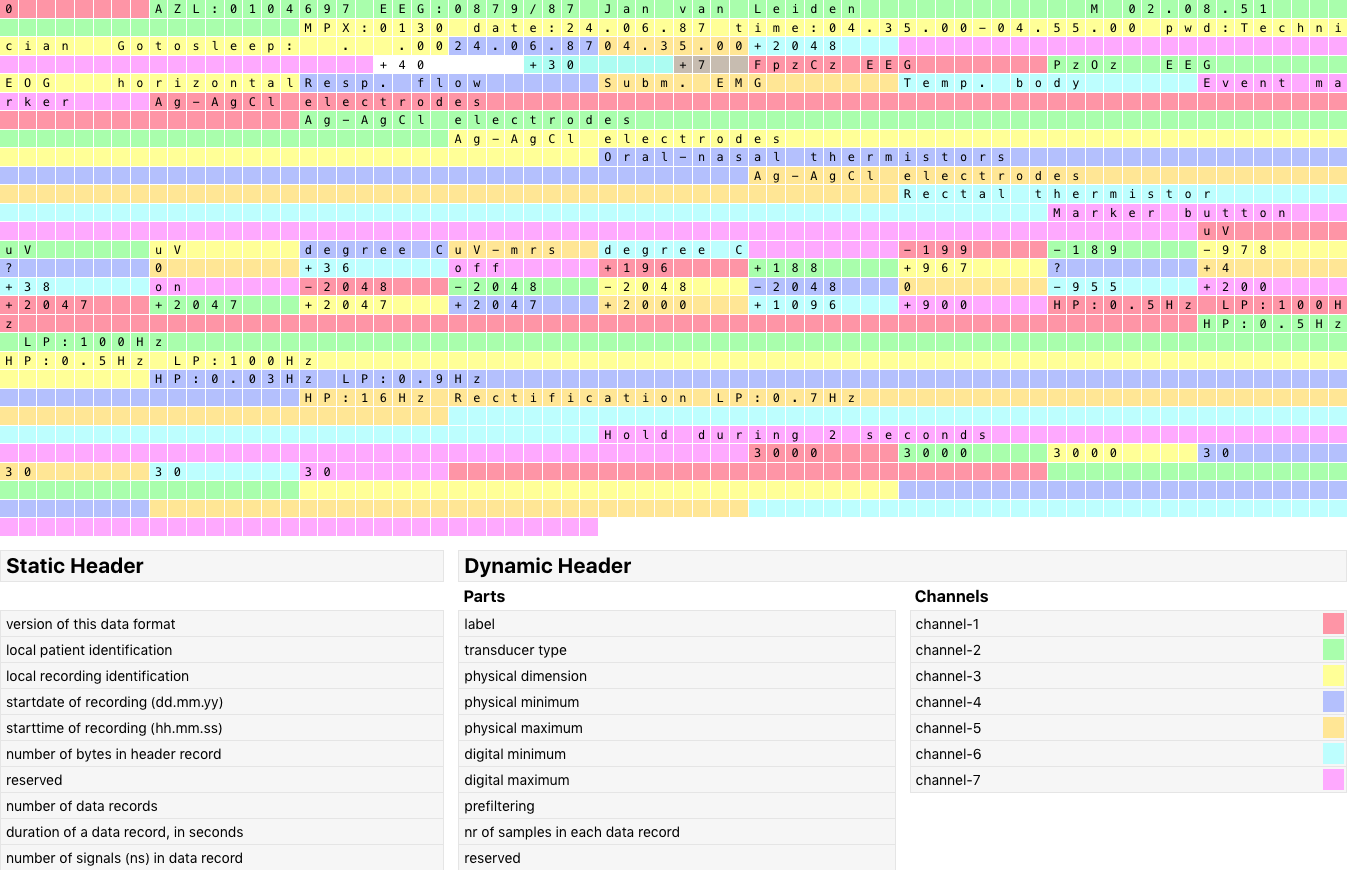 0 AZL:0104697 EEG:0879/87 Jan van Leiden M 02.08.51
MPX:0130 date:24.06.87 time:04.35.00-04.55.00 pwd:Techni
cian Gotosleep: . .0024.06.8704.35.00+2048
+40 +30 +7 FpzCz EEG PzOz EEG
EOG horizontalResp. flow Subm. EMG Temp. body Event ma
rker Ag-AgCl electrodes
Ag-AgCl electrodes
Ag-AgCl electrodes
Oral-nasal thermistors
Ag-AgCl electrodes
Rectal thermistor
Marker button
uV
uV uV degree CuV-mrs degree C -199 -189 -978
? 0 +36 off +196 +188 +967 ? +4
+38 on -2048 -2048 -2048 -2048 0 -955 +200
+2047 +2047 +2047 +2047 +2000 +1096 +900 HP:0.5Hz LP:100H
z HP:0.5Hz
LP:100Hz
HP:0.5Hz LP:100Hz
HP:0.03Hz LP:0.9Hz
HP:16Hz Rectification LP:0.7Hz
Hold during 2 seconds
3000 3000 3000 30
30 30 30
Static Header
version of this data format
local patient identification
local recording identification
startdate of recording (dd.mm.yy)
starttime of recording (hh.mm.ss)
number of bytes in header record
reserved
number of data records
duration of a data record, in seconds
number of signals (ns) in data record
Dynamic Header
Parts
label
transducer type
physical dimension
physical minimum
physical maximum
digital minimum
digital maximum
prefiltering
nr of samples in each data record
reserved
Channels
channel-1
channel-2
channel-3
channel-4
channel-5
channel-6
channel-7